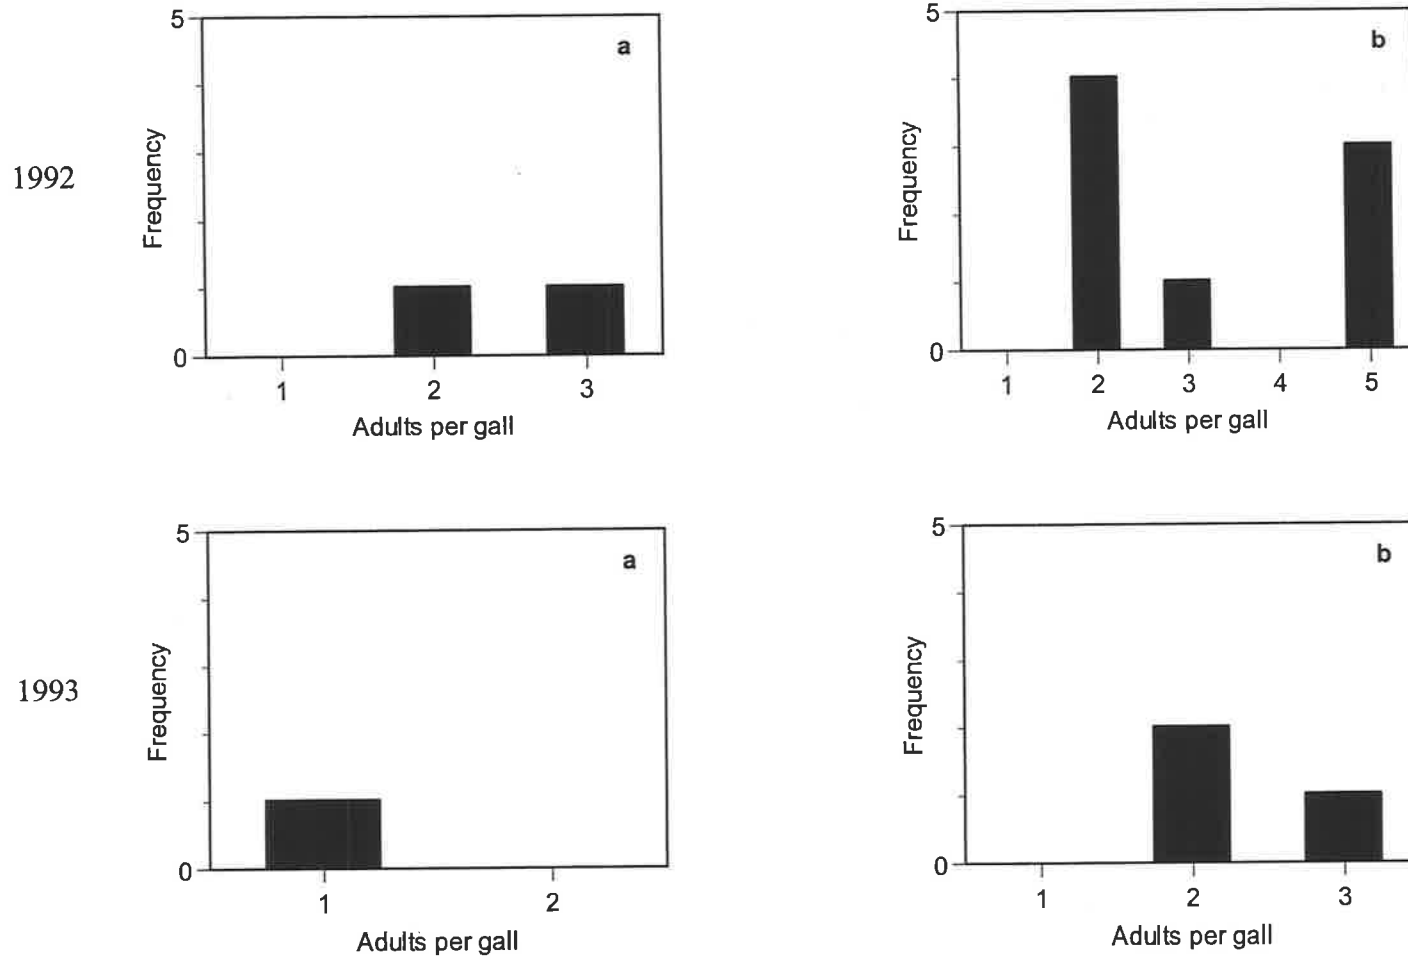 1992
5
a
Frequency
0
1 2 3
Adults per gall
5
b
Frequency
0
1 2 3 4 5
Adults per gall
1993
5
a
Frequency
0
1 2
Adults per gall
5
b
Frequency
0
1 2 3
Adults per gall